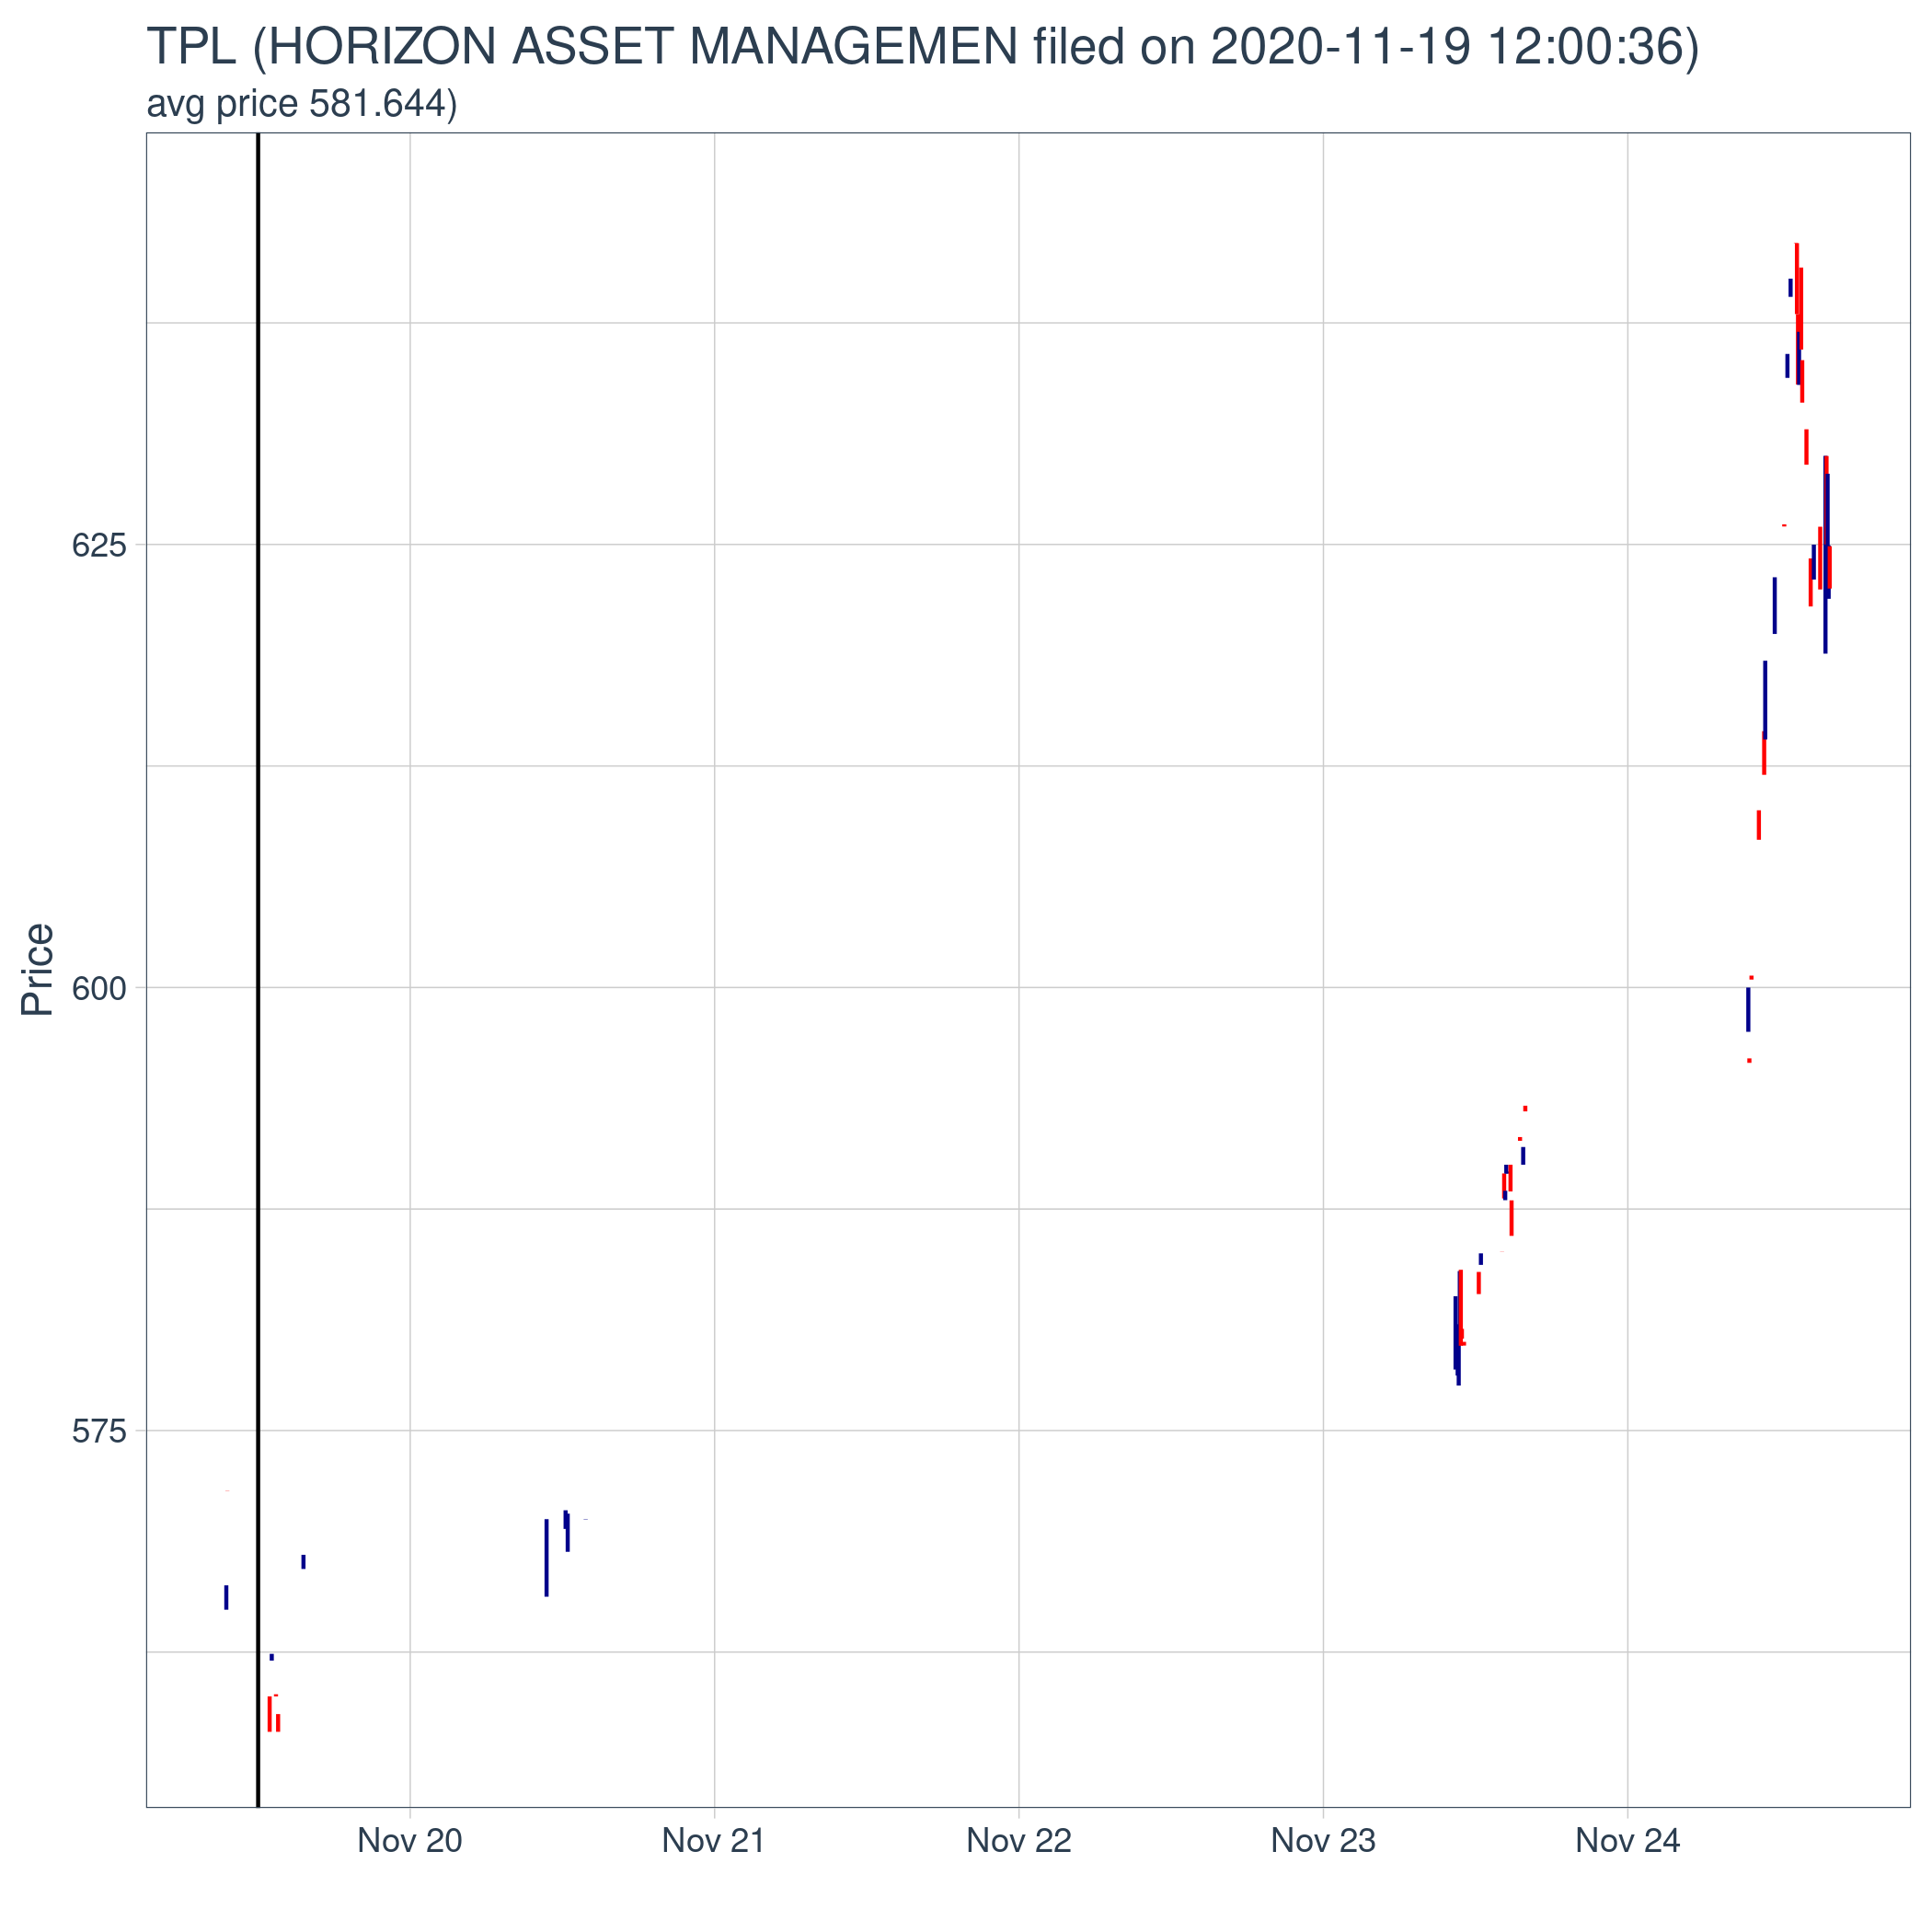 TPL (HORIZON ASSET MANAGEMEN filed on 2020-11-19 12:00:36)
avg price 581.644)
625
600
575
Price
Nov 20
Nov 21
Nov 22
Nov 23
Nov 24